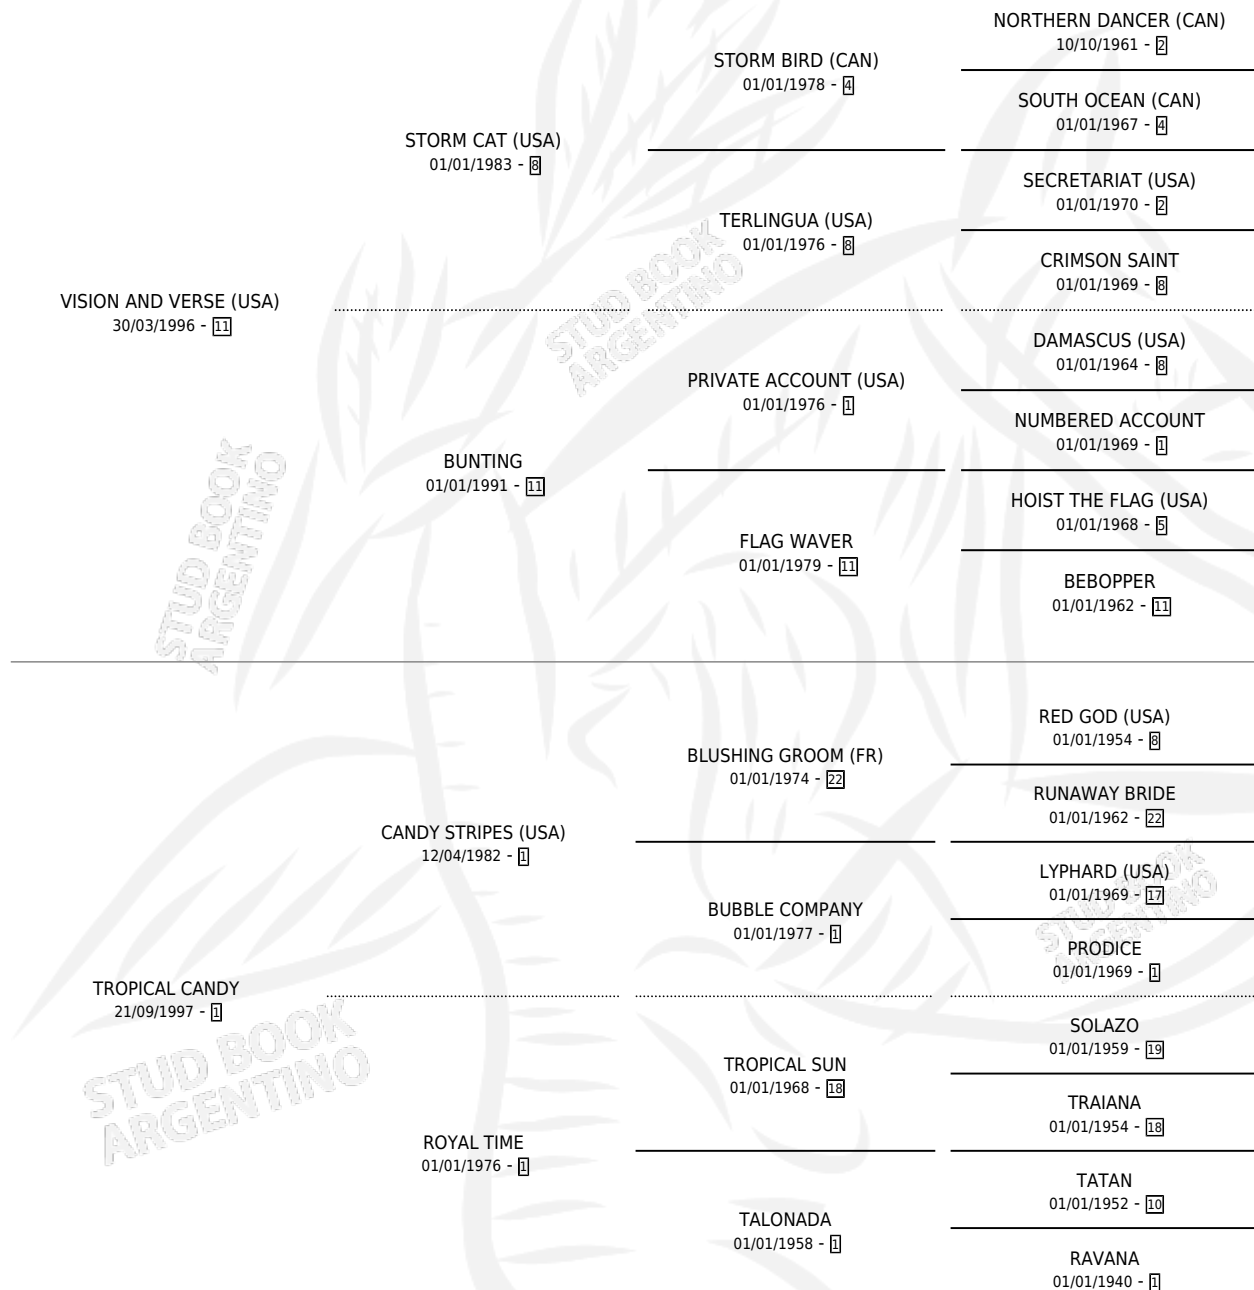 NORTHERN DANCER (CAN)
10/10/1961 - 2
STORM BIRD (CAN)
01/01/1978 - 4
SOUTH OCEAN (CAN)
01/01/1967 - 4
STORM CAT (USA)
01/01/1983 - 8
SECRETARIAT (USA)
01/01/1970 - 2
TERLINGUA (USA)
01/01/1976 - 8
CRIMSON SAINT
01/01/1969 - 8
VISION AND VERSE (USA)
30/03/1996 - 11
DAMASCUS (USA)
01/01/1964 - 8
PRIVATE ACCOUNT (USA)
01/01/1976 - 1
NUMBERED ACCOUNT
01/01/1969 - 1
BUNTING
01/01/1991 - 11
HOIST THE FLAG (USA)
01/01/1968 - 5
FLAG WAVER
01/01/1979 - 11
BEBOPPER
01/01/1962 - 11
RED GOD (USA)
01/01/1954 - 8
BLUSHING GROOM (FR)
01/01/1974 - 22
RUNAWAY BRIDE
01/01/1962 - 22
CANDY STRIPES (USA)
12/04/1982 - 1
LYPHARD (USA)
01/01/1969 - 17
BUBBLE COMPANY
01/01/1977 - 1
PRODICE
01/01/1969 - 1
TROPICAL CANDY
21/09/1997 - 1
SOLAZO
01/01/1959 - 19
TROPICAL SUN
01/01/1968 - 18
TRAIANA
01/01/1954 - 18
ROYAL TIME
01/01/1976 - 1
TATAN
01/01/1952 - 10
TALONADA
01/01/1958 - 1
RAVANA
01/01/1940 - 1
STUD BOOK
ARGENTINO
STUD BOOK
ARGENTINO
STUD BOOK
ARGENTINO
STUD BOOK
ARGENTINO